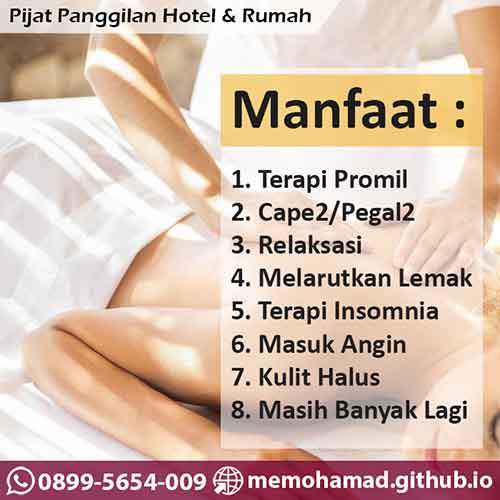 Pijat Panggilan Hotel & Rumah
Manfaat :
1. Terapi Promil
2. Cape2/Pegal2
3. Relaksasi
4. Melarutkan Lemak
5. Terapi Insomnia
6. Masuk Angin
7. Kulit Halus
8. Masih Banyak Lagi
0899-5654-009 memohamad.github.io